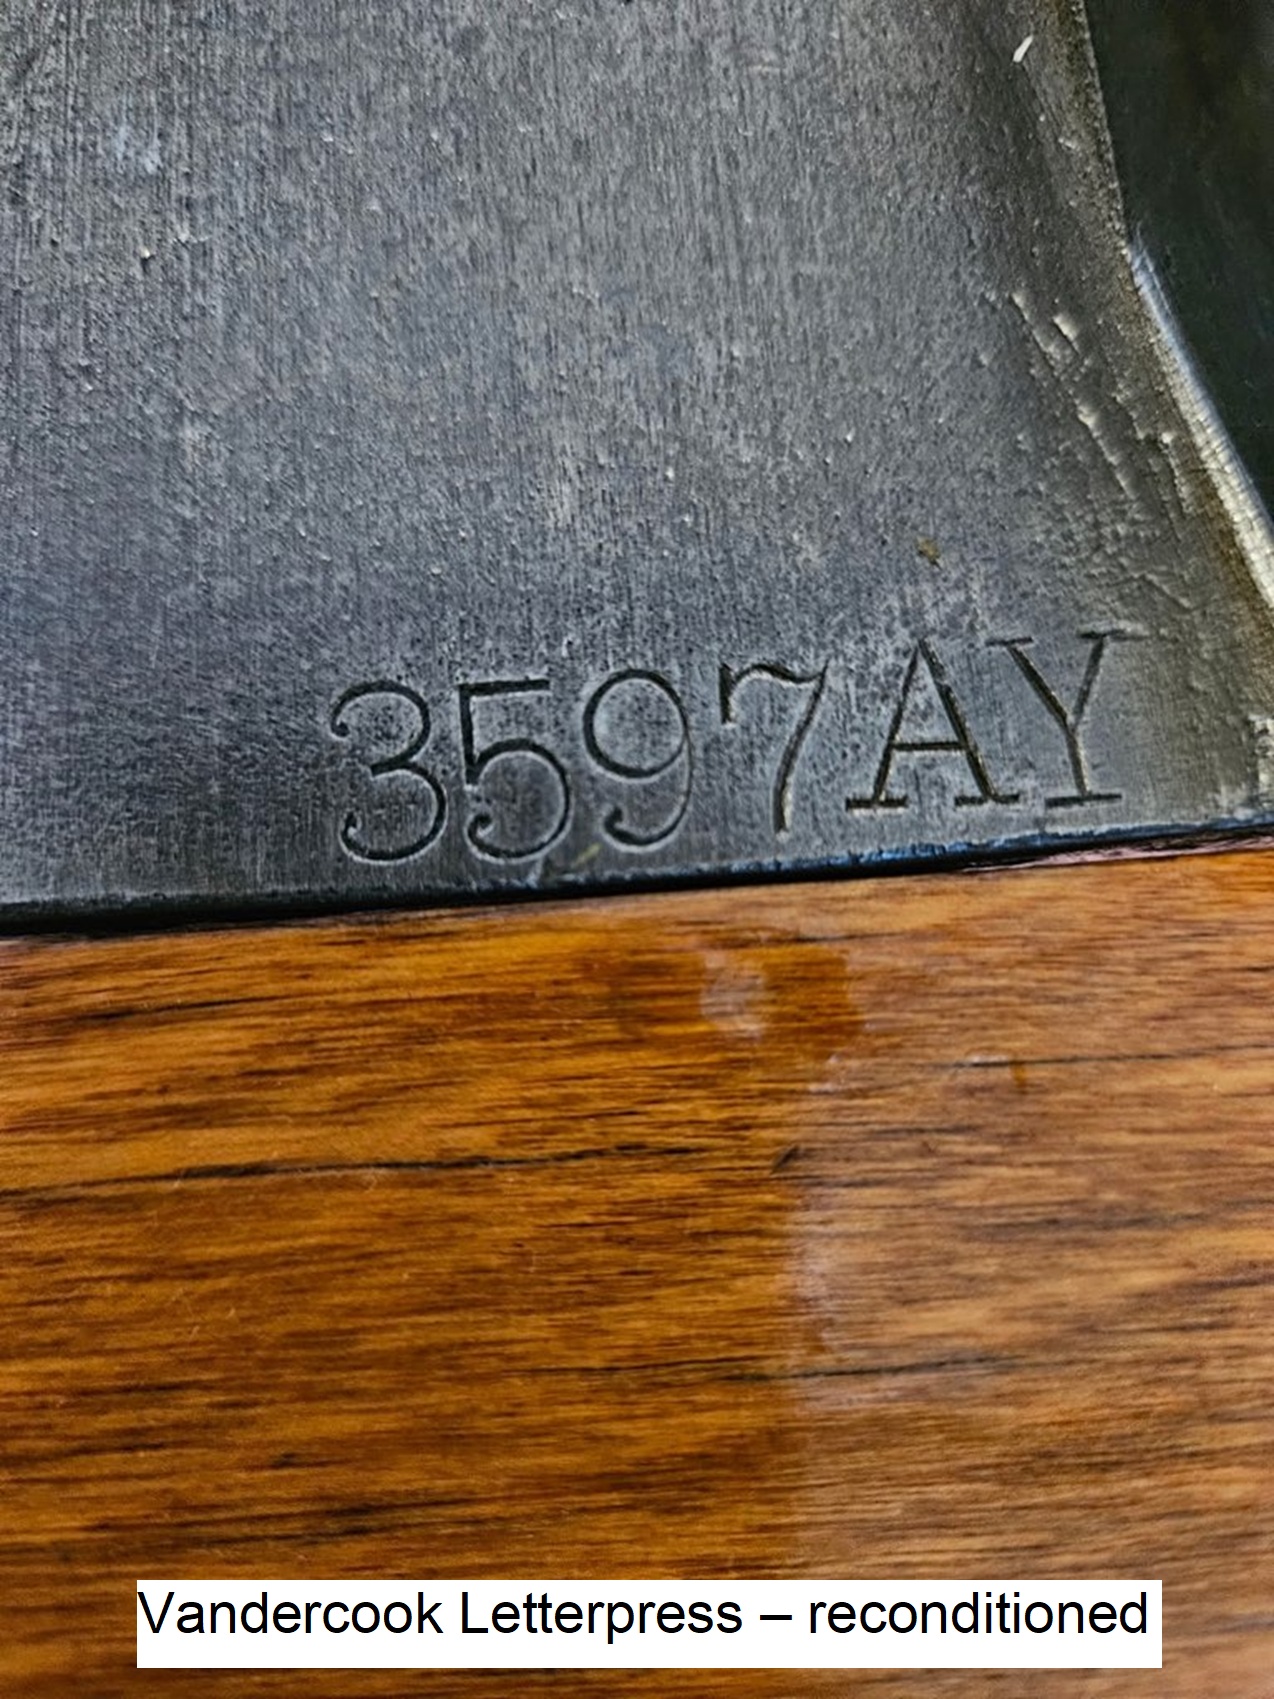 3597AY
Vandercook Letterpress – reconditioned